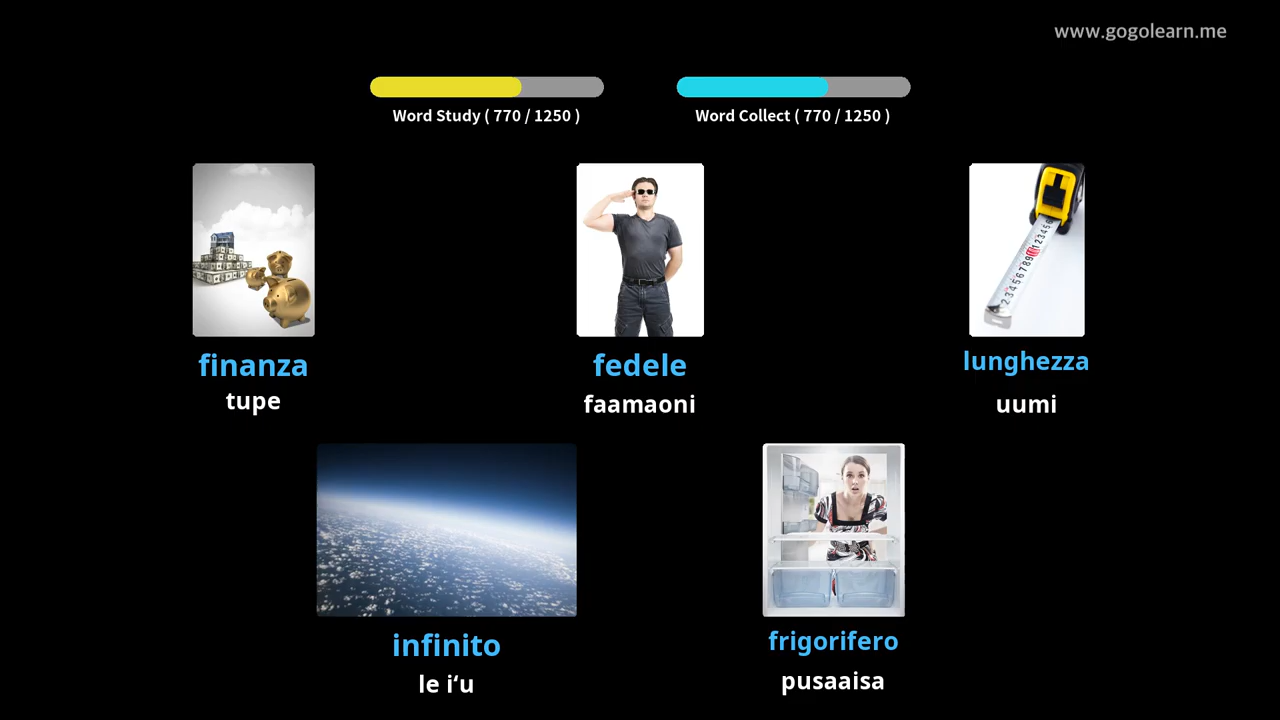 www.gogolearn.me
Word Study ( 770 / 1250 )
Word Collect ( 770 / 1250 )
finanza
tupe
fedele
faamaoni
lunghezza
uumi
infinito
le iʻu
frigorifero
pusaaisa